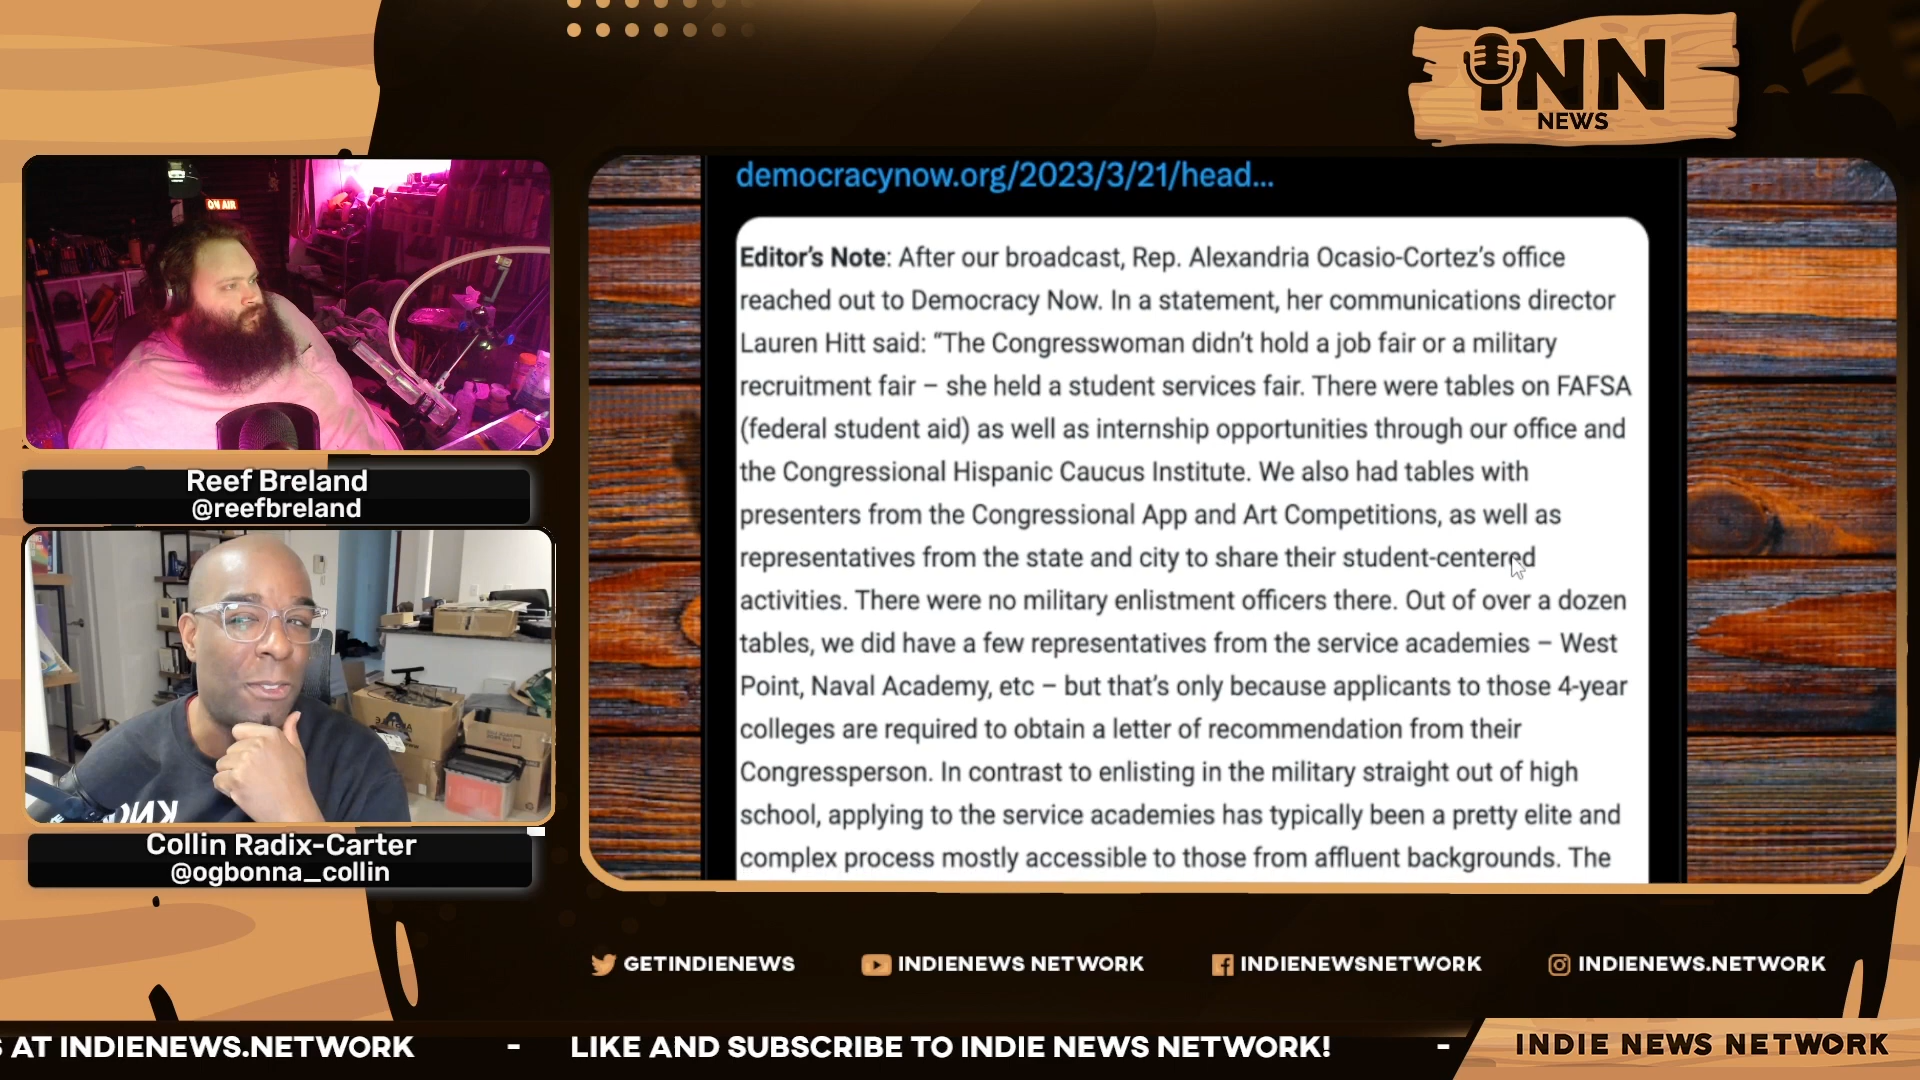 iNN
NEWS
democracynow.org/2023/3/21/head...
Editor's Note: After our broadcast, Rep. Alexandria Ocasio-Cortez's office
reached out to Democracy Now. In a statement, her communications director
Lauren Hitt said: “The Congresswoman didn't hold a job fair or a military
recruitment fair – she held a student services fair. There were tables on FAFSA
(federal student aid) as well as internship opportunities through our office and
the Congressional Hispanic Caucus Institute. We also had tables with
presenters from the Congressional App and Art Competitions, as well as
representatives from the state and city to share their student-centered
activities. There were no military enlistment officers there. Out of over a dozen
tables, we did have a few representatives from the service academies – West
Point, Naval Academy, etc – but that's only because applicants to those 4-year
colleges are required to obtain a letter of recommendation from their
Congressperson. In contrast to enlisting in the military straight out of high
school, applying to the service academies has typically been a pretty elite and
complex process mostly accessible to those from affluent backgrounds. The
ON AIR
Reef Breland
@reefbreland
Collin Radix-Carter
@ogbonna_collin
GETINDIENEWS
INDIENEWS NETWORK
INDIENEWSNETWORK
INDIENEWS.NETWORK
S AT INDIENEWS.NETWORK - LIKE AND SUBSCRIBE TO INDIE NEWS NETWORK! -
INDIE NEWS NETWORK